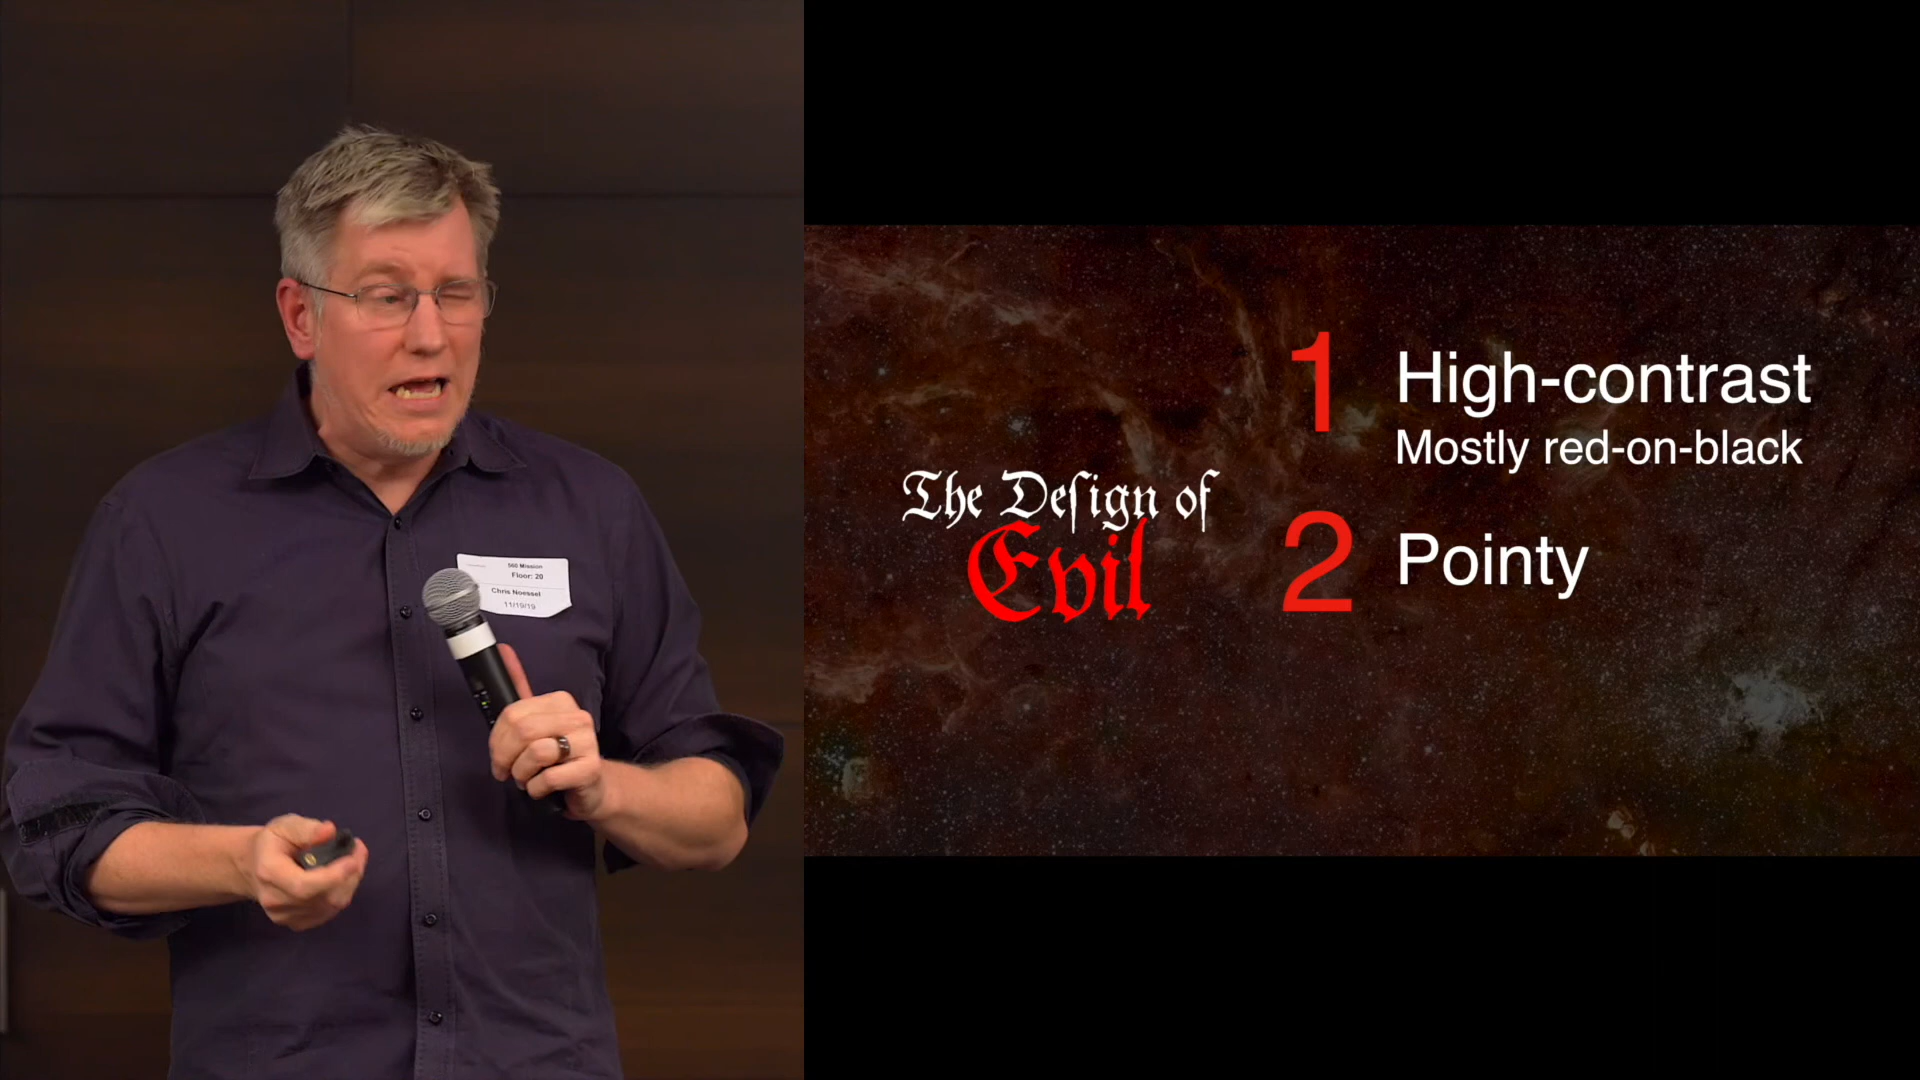 560 Mission
Floor: 20
Chris Noessel
11/19/19
The Deſign of
Evil
1 High-contrast
Mostly red-on-black
2 Pointy